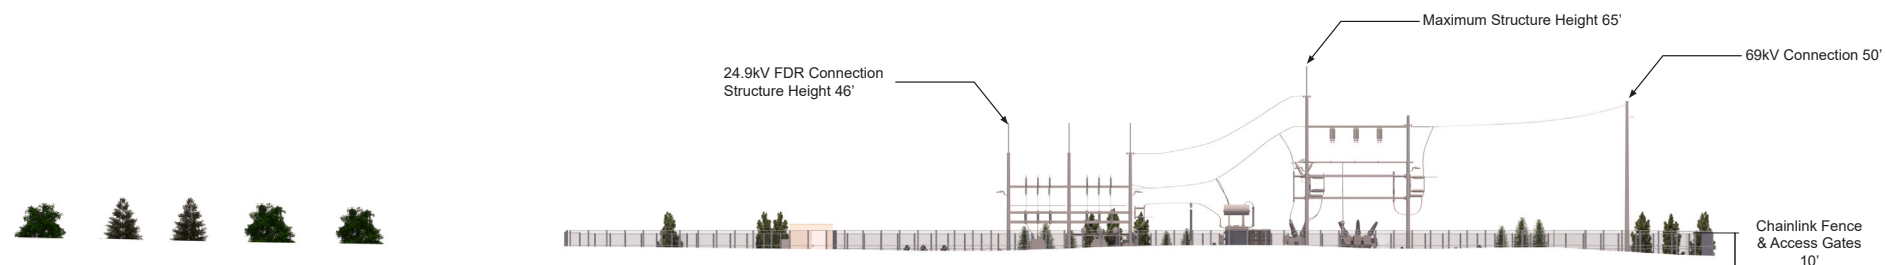 Maximum Structure Height 65’
69kV Connection 50’
24.9kV FDR Connection
Structure Height 46’
Chainlink Fence
& Access Gates
10’